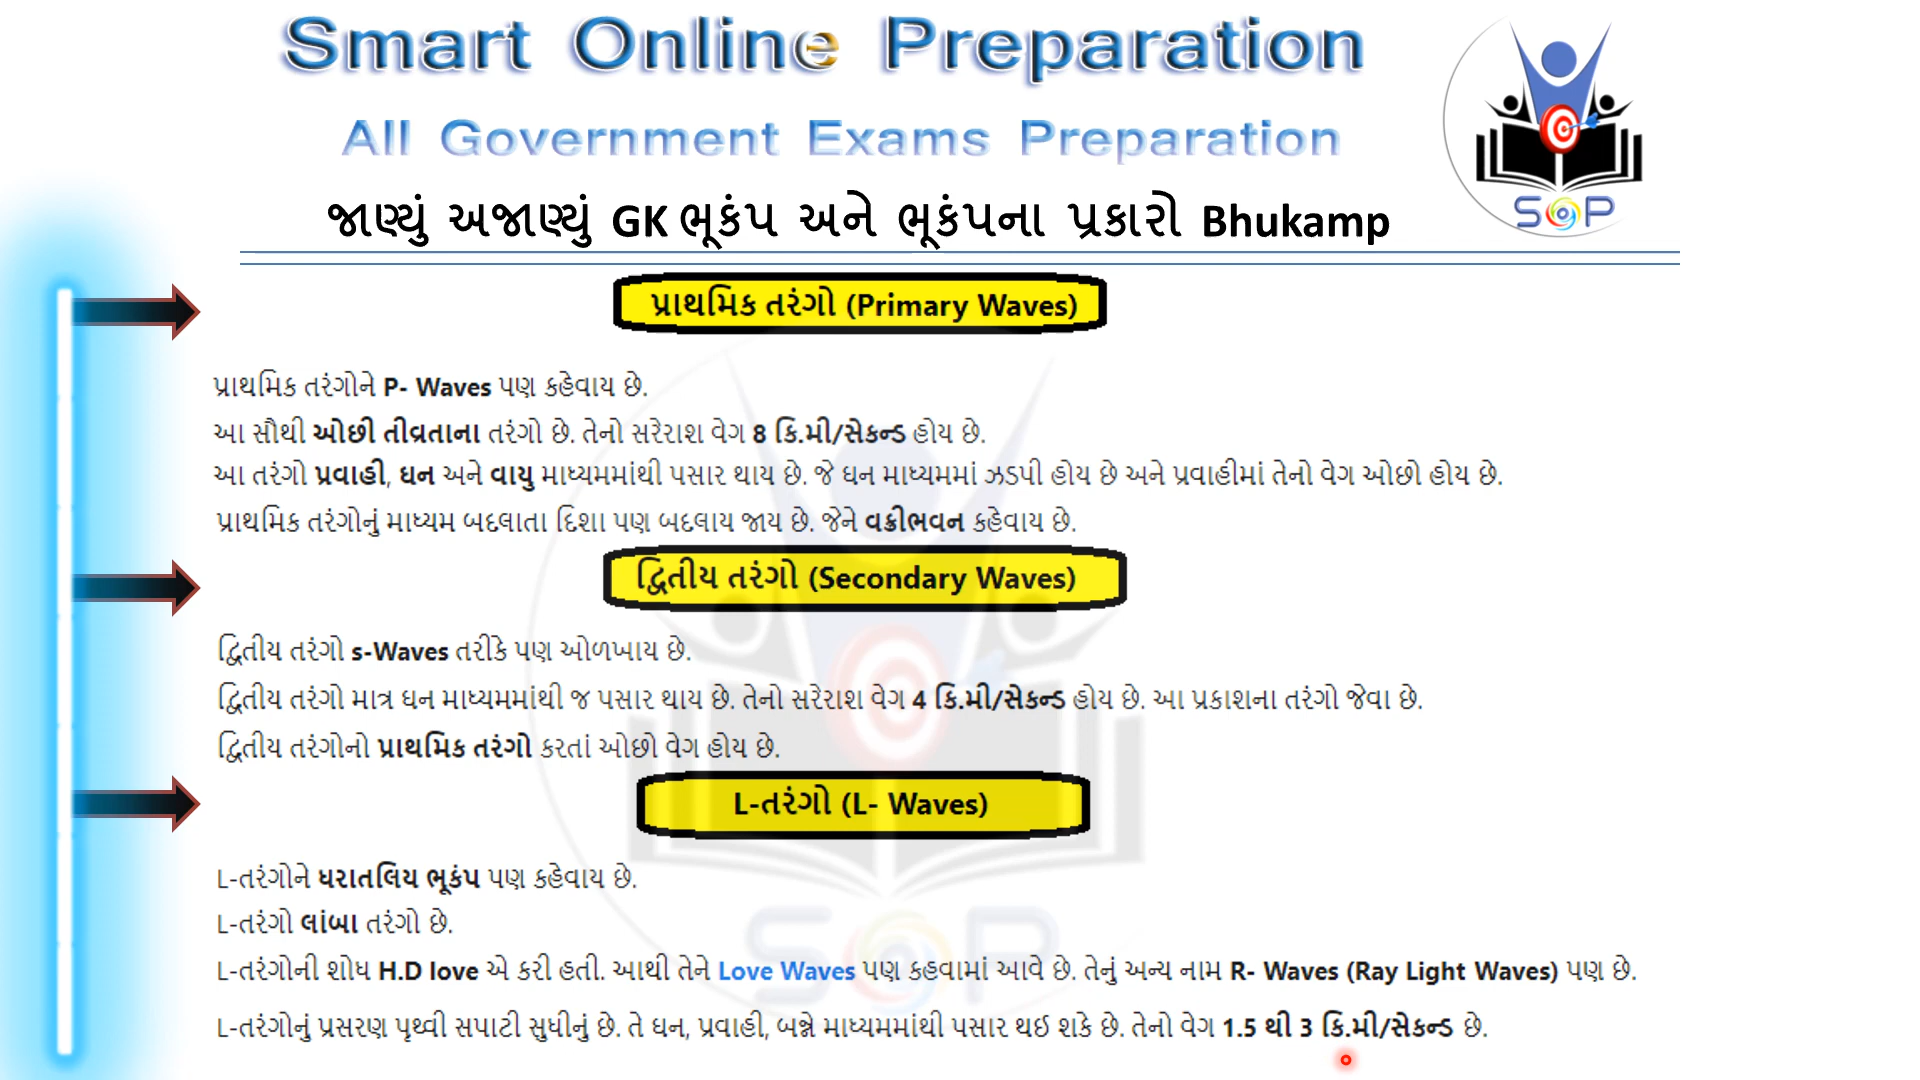 Smart Online Preparation
All Government Exams Preparation
SOP
જાણ્યું અજાણ્યું GK ભૂકંપ અને ભૂકંપના પ્રકારો Bhukamp
પ્રાથમિક તરંગો (Primary Waves)
પ્રાથમિક તરંગોને P- Waves પણ કહેવાય છે.
આ સૌથી ઓછી તીવ્રતાના તરંગો છે. તેનો સરેરાશ વેગ 8 કિ.મી/સેકન્ડ હોય છે.
આ તરંગો પ્રવાહી, ઘન અને વાયુ માધ્યમમાંથી પસાર થાય છે. જે ઘન માધ્યમમાં ઝડપી હોય છે અને પ્રવાહીમાં તેનો વેગ ઓછો હોય છે.
પ્રાથમિક તરંગોનું માધ્યમ બદલાતા દિશા પણ બદલાય જાય છે. જેને વક્રીભવન કહેવાય છે.
દ્વિતીય તરંગો (Secondary Waves)
દ્વિતીય તરંગો s-Waves તરીકે પણ ઓળખાય છે.
દ્વિતીય તરંગો માત્ર ઘન માધ્યમમાંથી જ પસાર થાય છે. તેનો સરેરાશ વેગ 4 કિ.મી/સેકન્ડ હોય છે. આ પ્રકાશના તરંગો જેવા છે.
દ્વિતીય તરંગોનો પ્રાથમિક તરંગો કરતાં ઓછો વેગ હોય છે.
L-તરંગો (L- Waves)
L-તરંગોને ધરાતલિય ભૂકંપ પણ કહેવાય છે.
L-તરંગો લાંબા તરંગો છે.
L-તરંગોની શોધ H.D love એ કરી હતી. આથી તેને Love Waves પણ કહવામાં આવે છે. તેનું અન્ય નામ R- Waves (Ray Light Waves) પણ છે.
L-તરંગોનું પ્રસરણ પૃથ્વી સપાટી સુધીનું છે. તે ઘન, પ્રવાહી, બન્ને માધ્યમમાંથી પસાર થઈ શકે છે. તેનો વેગ 1.5 થી 3 કિ.મી/સેકન્ડ છે.
SOP